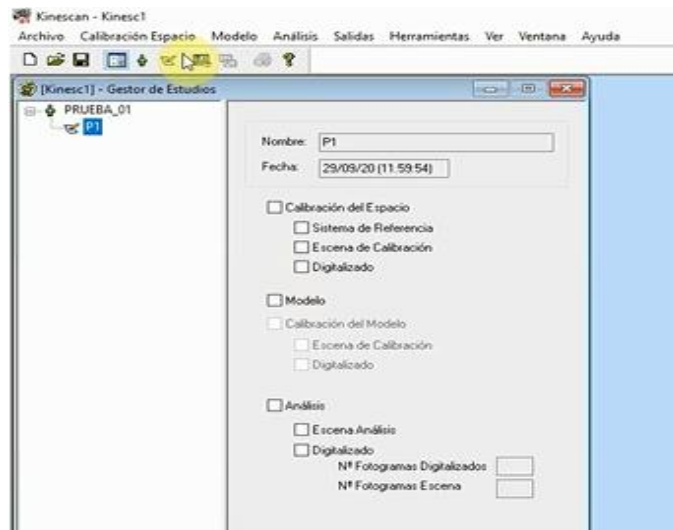 Kinescan - Kinesc1
Archivo Calibración Espacio Modelo Análisis Salidas Herramientas Ver Ventana Ayuda
[Kinesc1] - Gestor de Estudios
PRUEBA_01
P1
Nombre: P1
Fecha: 29/09/20 (11:59:54)
Calibración del Espacio
Sistema de Referencia
Escena de Calibración
Digitalizado
Modelo
Calibración del Modelo
Escena de Calibración
Digitalizado
Análisis
Escena Análisis
Digitalizado
Nª Fotogramas Digitalizados
Nª Fotogramas Escena